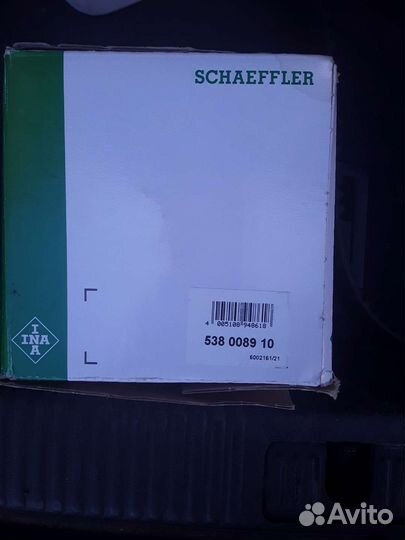 SCHAEFFLER
I
INA
A
4 005108 948618
538 0089 10
6002161/21
Avito